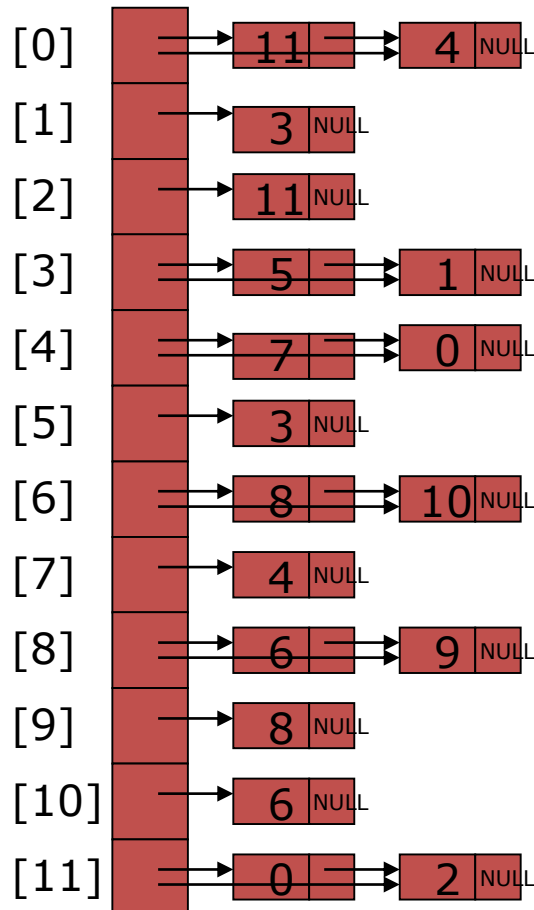 [0] 11 4 NULL
[1] 3 NULL
[2] 11 NULL
[3] 5 1 NULL
[4] 7 0 NULL
[5] 3 NULL
[6] 8 10 NULL
[7] 4 NULL
[8] 6 9 NULL
[9] 8 NULL
[10] 6 NULL
[11] 0 2 NULL